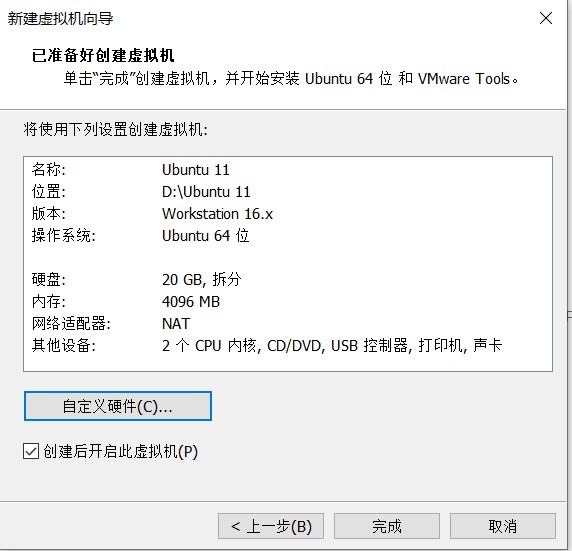 新建虚拟机向导
已准备好创建虚拟机
单击“完成”创建虚拟机，并开始安装 Ubuntu 64 位 和 VMware Tools。
将使用下列设置创建虚拟机:
名称: Ubuntu 11
位置: D:\Ubuntu 11
版本: Workstation 16.x
操作系统: Ubuntu 64 位
硬盘: 20 GB, 拆分
内存: 4096 MB
网络适配器: NAT
其他设备: 2 个 CPU 内核, CD/DVD, USB 控制器, 打印机, 声卡
自定义硬件(C)...
创建后开启此虚拟机(P)
< 上一步(B) 完成 取消